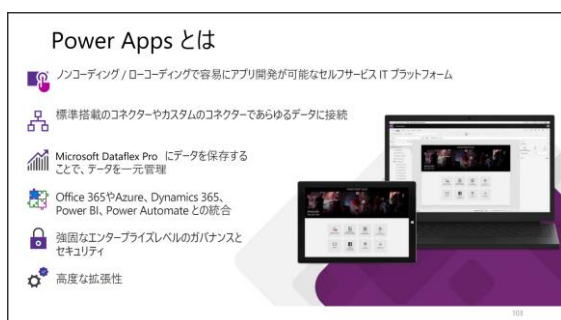 Power Apps とは
ノンコーディング / ローコーディングで容易にアプリ開発が可能なセルフサービス IT プラットフォーム
標準搭載のコネクターやカスタムのコネクターであらゆるデータに接続
Microsoft Dataflex Pro にデータを保存する
ことで、データを一元管理
Office 365やAzure、Dynamics 365、
Power BI、Power Automate との統合
強固なエンタープライズレベルのガバナンスと
セキュリティ
高度な拡張性
103